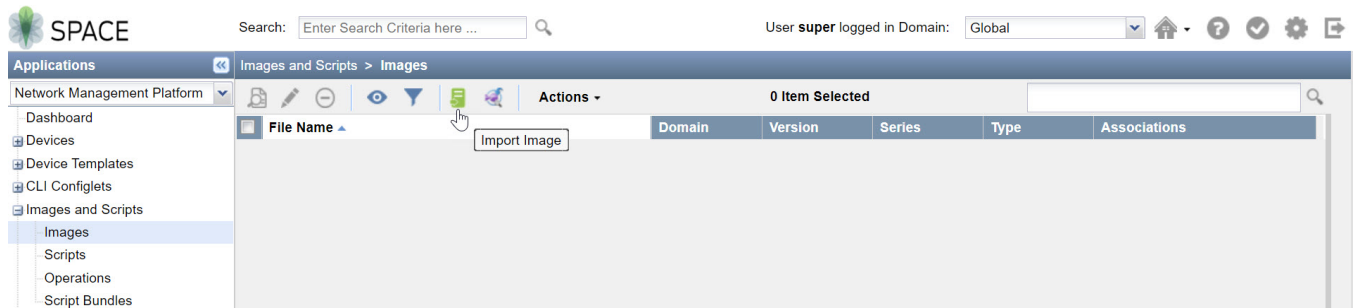 SPACE
Search: Enter Search Criteria here ...
User super logged in Domain: Global
Applications
Images and Scripts > Images
Network Management Platform
Actions
0 Item Selected
Dashboard
File Name
Domain
Version
Series
Type
Associations
Import Image
Devices
Device Templates
CLI Configlets
Images and Scripts
Images
Scripts
Operations
Script Bundles